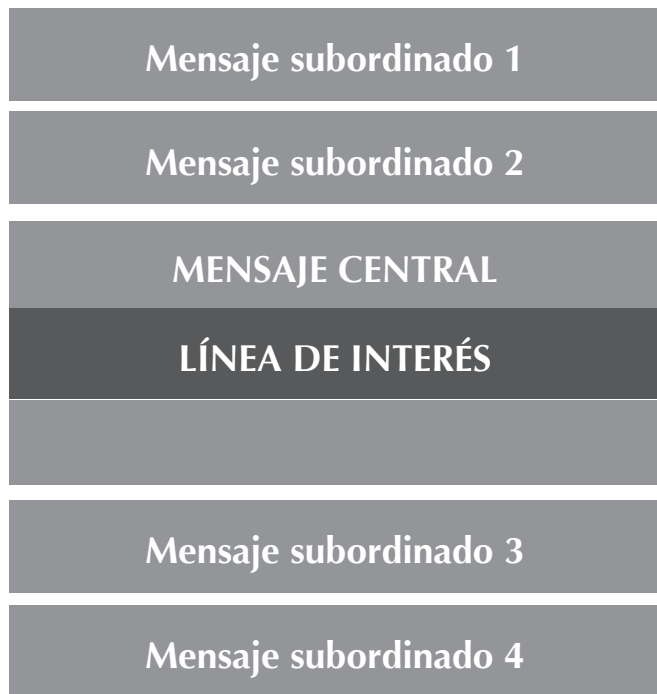 Mensaje subordinado 1
Mensaje subordinado 2
MENSAJE CENTRAL
LÍNEA DE INTERÉS
Mensaje subordinado 3
Mensaje subordinado 4